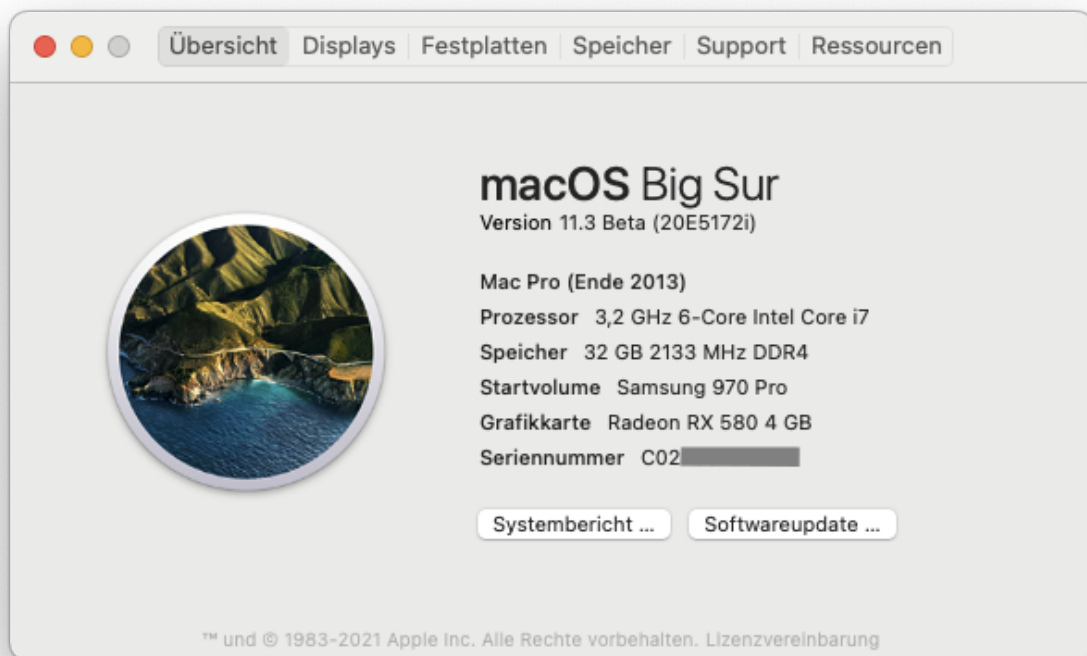 Übersicht Displays Festplatten Speicher Support Ressourcen
macOS Big Sur
Version 11.3 Beta (20E5172i)
Mac Pro (Ende 2013)
Prozessor 3,2 GHz 6-Core Intel Core i7
Speicher 32 GB 2133 MHz DDR4
Startvolume Samsung 970 Pro
Grafikkarte Radeon RX 580 4 GB
Seriennummer C02
Systembericht ... Softwareupdate ...
™ und © 1983-2021 Apple Inc. Alle Rechte vorbehalten. Lizenzvereinbarung